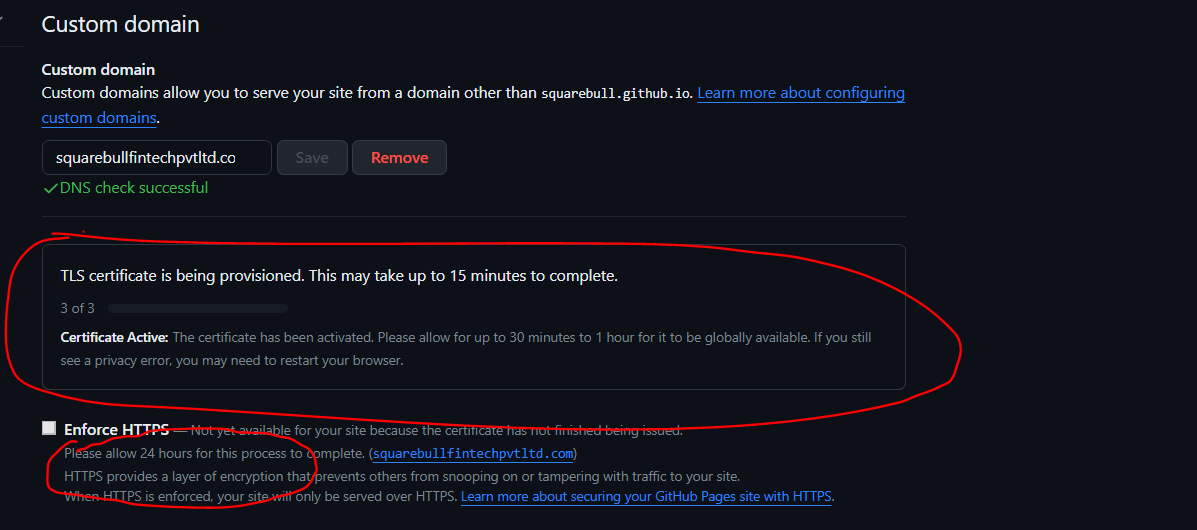 Custom domain
Custom domain
Custom domains allow you to serve your site from a domain other than squarebull.github.io. Learn more about configuring
custom domains.
squarebullfintechpvtltd.co Save Remove
DNS check successful
TLS certificate is being provisioned. This may take up to 15 minutes to complete.
3 of 3
Certificate Active: The certificate has been activated. Please allow for up to 30 minutes to 1 hour for it to be globally available. If you still
see a privacy error, you may need to restart your browser.
Enforce HTTPS — Not yet available for your site because the certificate has not finished being issued.
Please allow 24 hours for this process to complete. (squarebullfintechpvtltd.com)
HTTPS provides a layer of encryption that prevents others from snooping on or tampering with traffic to your site.
When HTTPS is enforced, your site will only be served over HTTPS. Learn more about securing your GitHub Pages site with HTTPS.